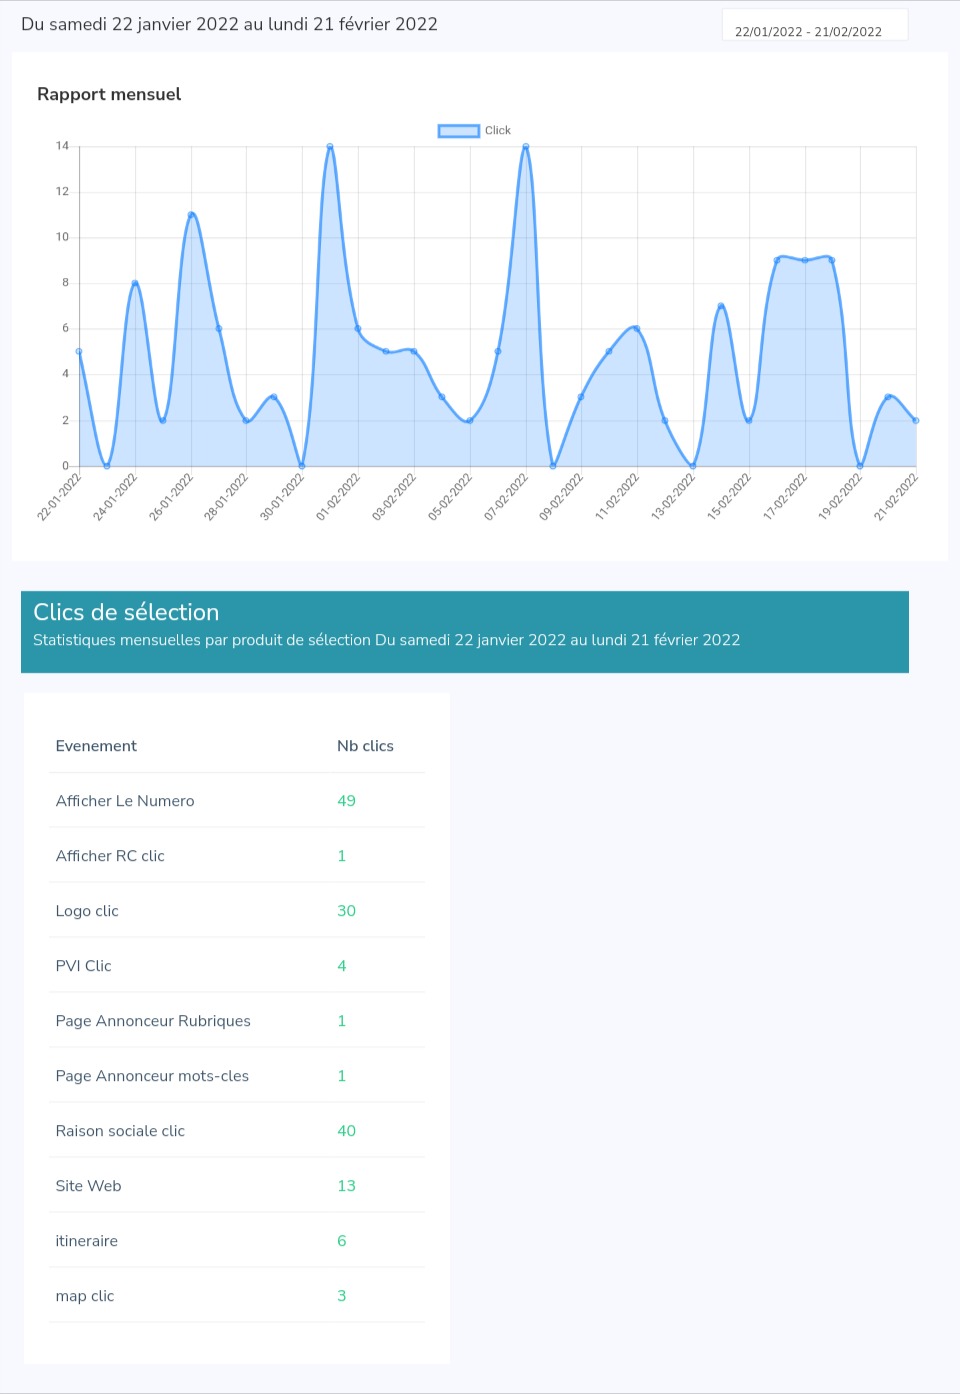 Du samedi 22 janvier 2022 au lundi 21 février 2022
22/01/2022 - 21/02/2022
Rapport mensuel
Click
14
12
10
8
6
4
2
0
22-01-2022
24-01-2022
26-01-2022
28-01-2022
30-01-2022
01-02-2022
03-02-2022
05-02-2022
07-02-2022
09-02-2022
11-02-2022
13-02-2022
15-02-2022
17-02-2022
19-02-2022
21-02-2022
Clics de sélection
Statistiques mensuelles par produit de sélection Du samedi 22 janvier 2022 au lundi 21 février 2022
Evenement Nb clics
Afficher Le Numero 49
Afficher RC clic 1
Logo clic 30
PVI Clic 4
Page Annonceur Rubriques 1
Page Annonceur mots-cles 1
Raison sociale clic 40
Site Web 13
itineraire 6
map clic 3